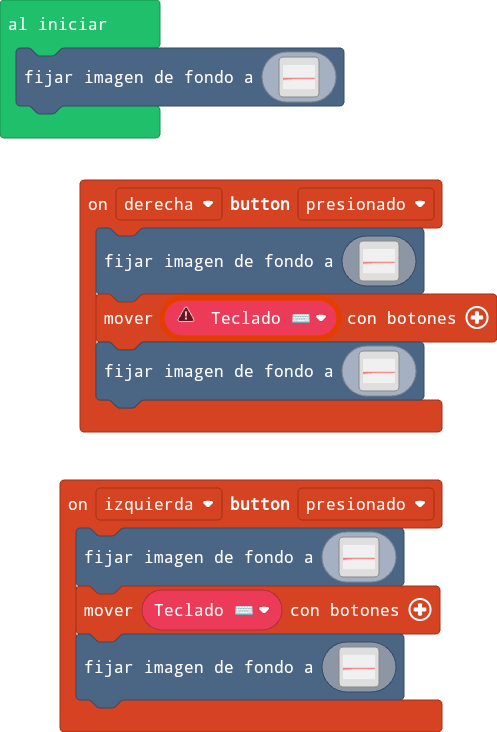 al iniciar
fijar imagen de fondo a
on derecha button presionado
fijar imagen de fondo a
mover Teclado con botones
fijar imagen de fondo a
on izquierda button presionado
fijar imagen de fondo a
mover Teclado con botones
fijar imagen de fondo a